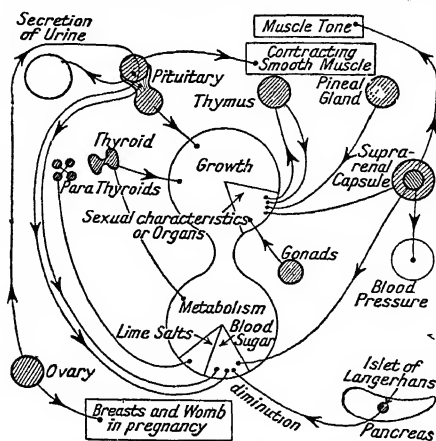 Secretion
of Urine
Muscle Tone
Contracting
Smooth Muscle
Pituitary
Thymus
Pineal
Gland
Thyroid
Growth
Supra-
renal
Capsule
ParaThyroids
Sexual characteristics
or Organs
Gonads
Blood
Pressure
Metabolism
Lime Salts
Blood
Sugar
Islet of
Langerhans
Ovary
diminution
Breasts and Womb
in pregnancy
Pancreas